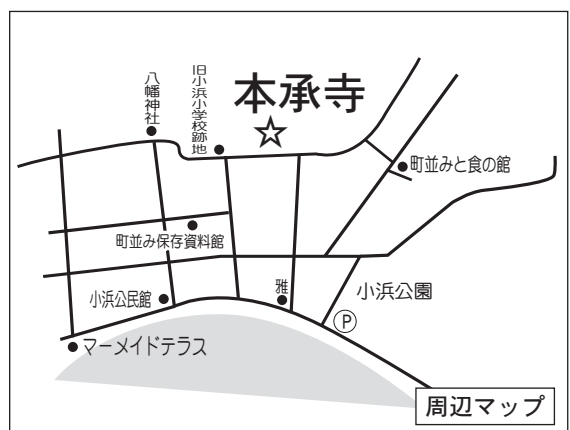 八幡神社
旧小浜小学校跡地
本承寺
町並みと食の館
町並み保存資料館
小浜公民館
雅
小浜公園
P
マーメイドテラス
周辺マップ